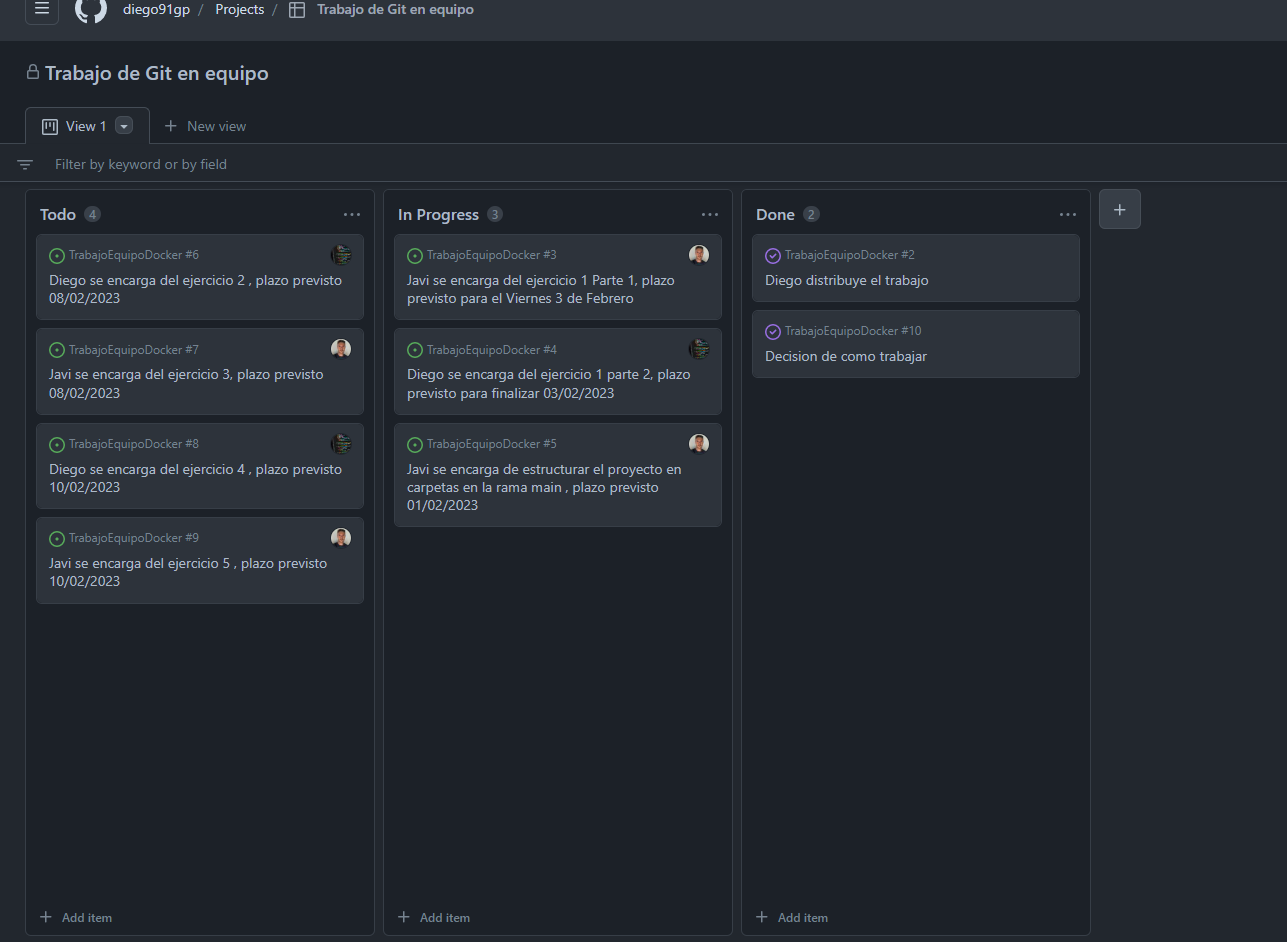 diego91gp / Projects / Trabajo de Git en equipo
Trabajo de Git en equipo
View 1
New view
Filter by keyword or by field
Todo 4
TrabajoEquipoDocker #6
Diego se encarga del ejercicio 2 , plazo previsto
08/02/2023
TrabajoEquipoDocker #7
Javi se encarga del ejercicio 3, plazo previsto
08/02/2023
TrabajoEquipoDocker #8
Diego se encarga del ejercicio 4 , plazo previsto
10/02/2023
TrabajoEquipoDocker #9
Javi se encarga del ejercicio 5 , plazo previsto
10/02/2023
Add item
In Progress 3
TrabajoEquipoDocker #3
Javi se encarga del ejercicio 1 Parte 1, plazo
previsto para el Viernes 3 de Febrero
TrabajoEquipoDocker #4
Diego se encarga del ejercicio 1 parte 2, plazo
previsto para finalizar 03/02/2023
TrabajoEquipoDocker #5
Javi se encarga de estructurar el proyecto en
carpetas en la rama main , plazo previsto
01/02/2023
Add item
Done 2
TrabajoEquipoDocker #2
Diego distribuye el trabajo
TrabajoEquipoDocker #10
Decision de como trabajar
Add item